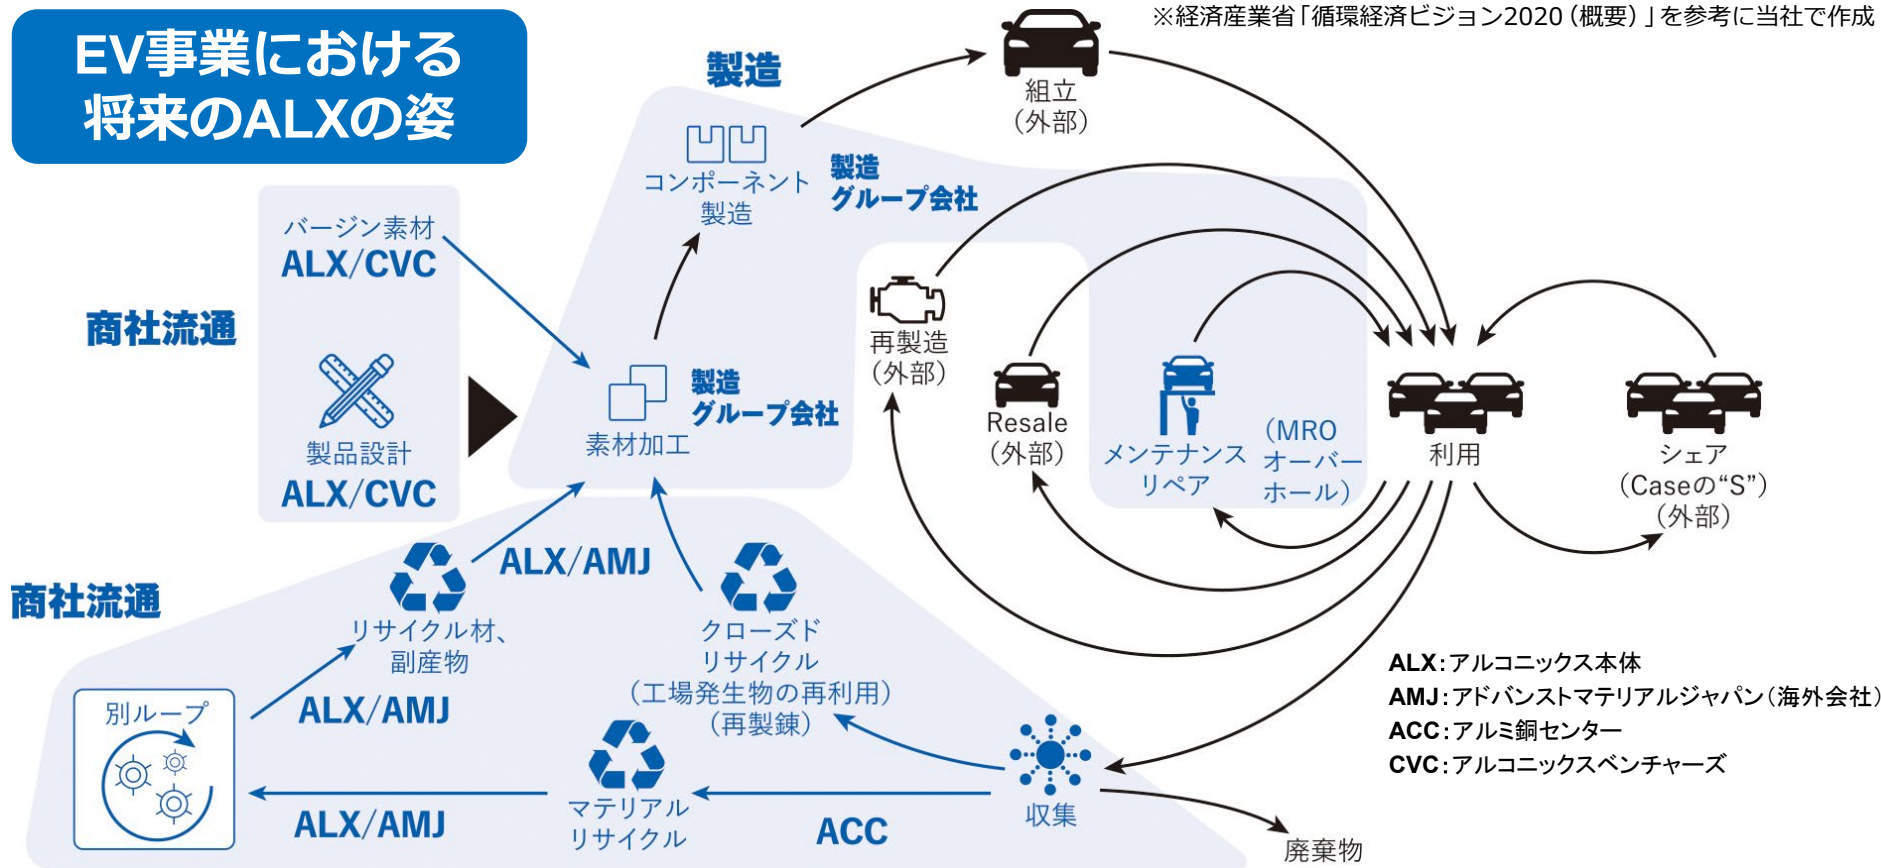 EV事業における
将来のALXの姿
※経済産業省「循環経済ビジョン2020（概要）」を参考に当社で作成
製造
組立
（外部）
コンポーネント
製造
製造
グループ会社
バージン素材
ALX/CVC
商社流通
製品設計
ALX/CVC
素材加工
製造
グループ会社
再製造
（外部）
Resale
（外部）
メンテナンス
リペア
（MRO
オーバー
ホール）
利用
シェア
（Caseの“S”）
（外部）
商社流通
リサイクル材、
副産物
ALX/AMJ
クローズド
リサイクル
（工場発生物の再利用）
（再製錬）
別ループ
ALX/AMJ
ALX/AMJ
マテリアル
リサイクル
ACC
収集
廃棄物
ALX：アルコニックス本体
AMJ：アドバンストマテリアルジャパン（海外会社）
ACC：アルミ銅センター
CVC：アルコニックスベンチャーズ